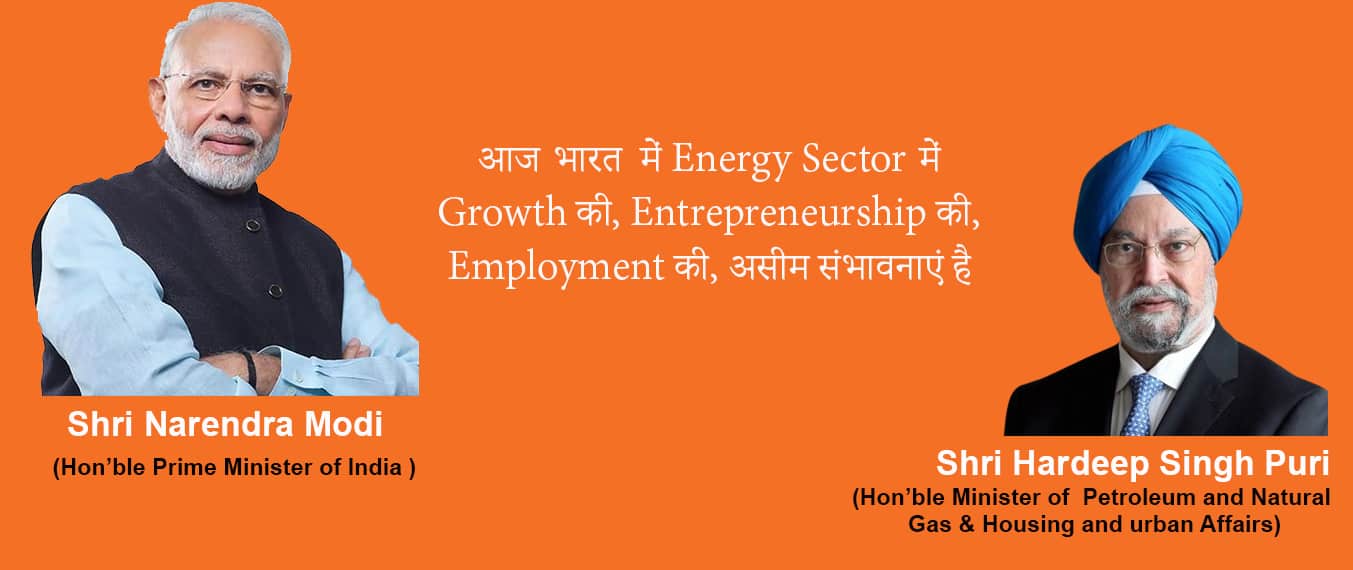 आज भारत में Energy Sector में
Growth की, Entrepreneurship की,
Employment की, असीम संभावनाएं है
Shri Narendra Modi
(Hon’ble Prime Minister of India )
Shri Hardeep Singh Puri
(Hon’ble Minister of Petroleum and Natural
Gas & Housing and urban Affairs)